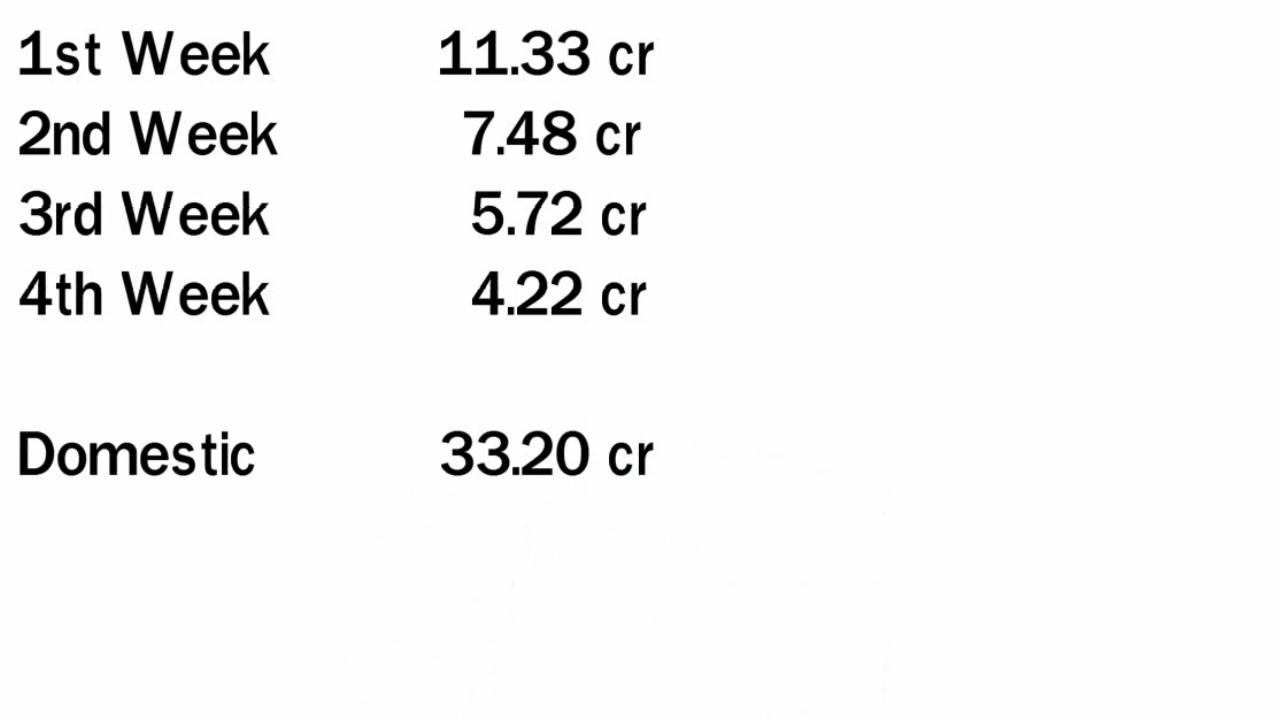 1st Week 11.33 cr
2nd Week 7.48 cr
3rd Week 5.72 cr
4th Week 4.22 cr
Domestic 33.20 cr